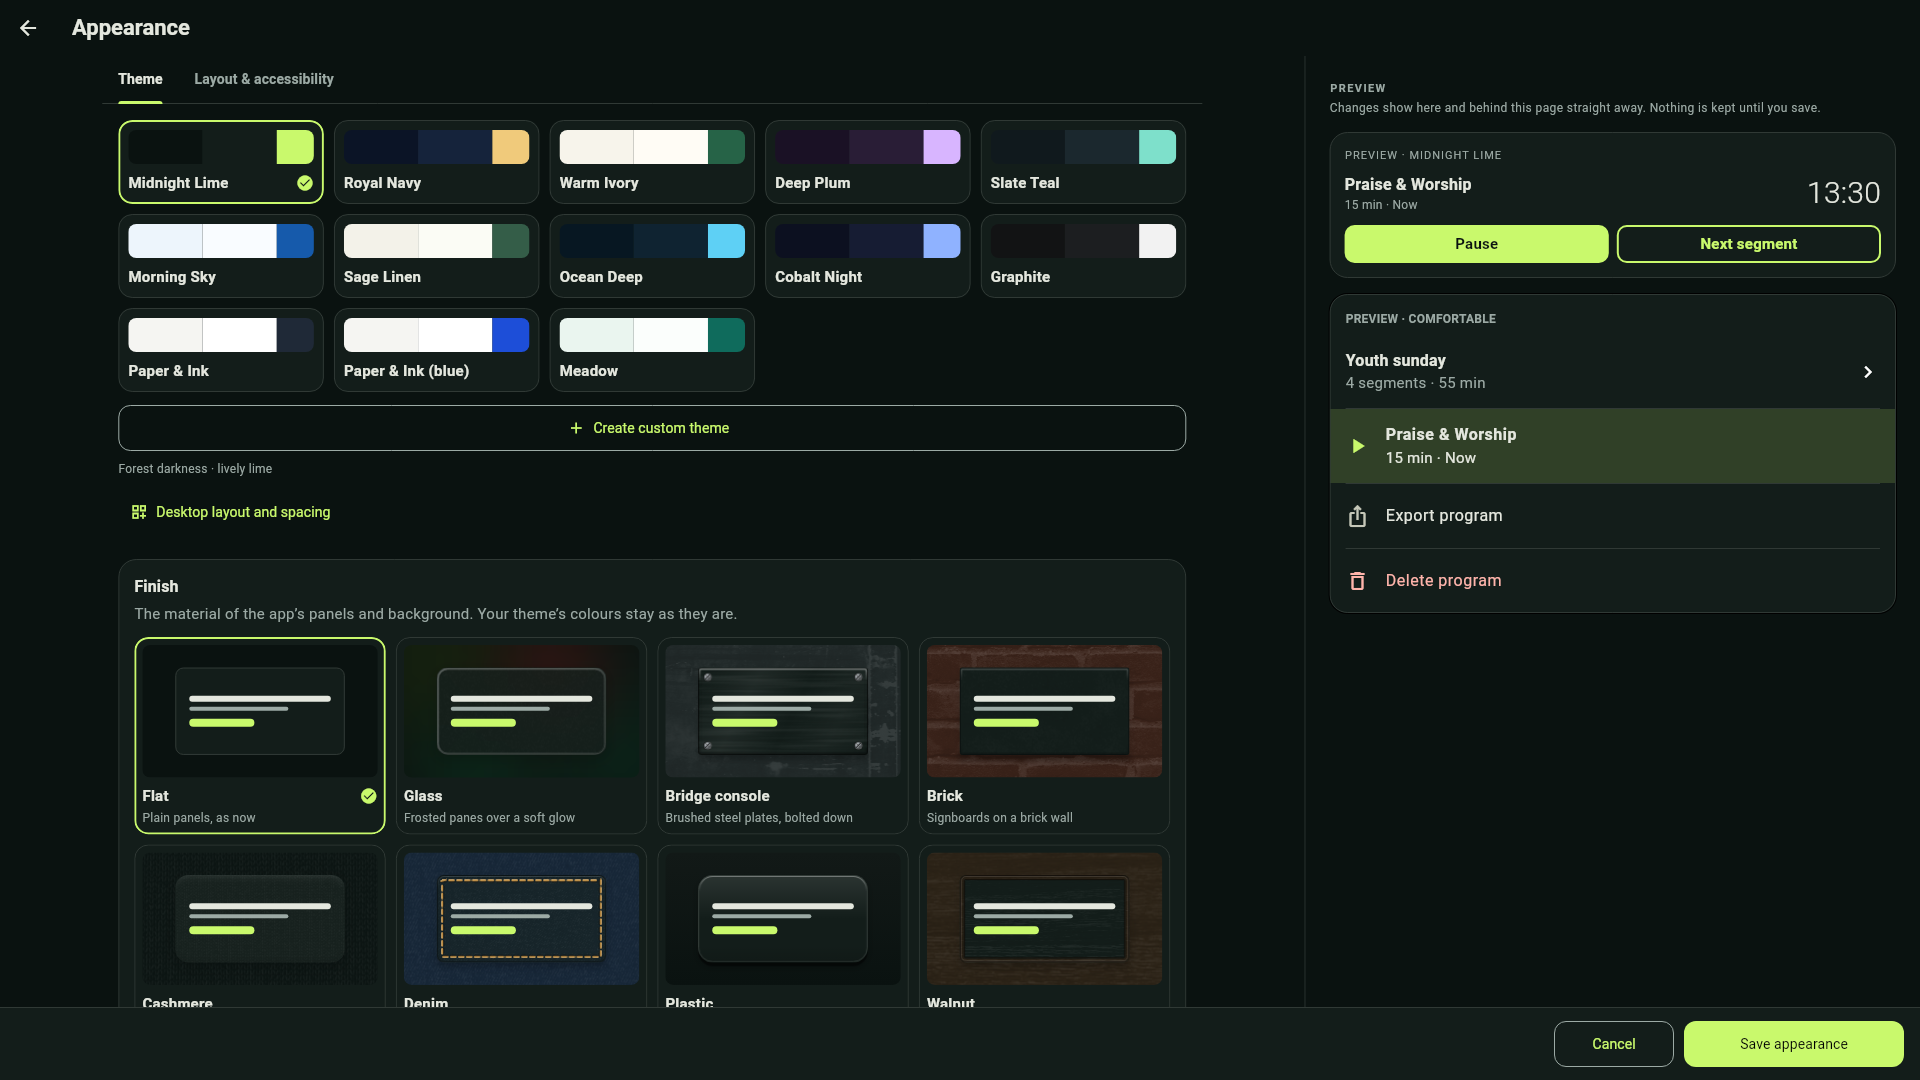 Appearance
Theme
Layout & accessibility
Midnight Lime
Royal Navy
Warm Ivory
Deep Plum
Slate Teal
Morning Sky
Sage Linen
Ocean Deep
Cobalt Night
Graphite
Paper & Ink
Paper & Ink (blue)
Meadow
Create custom theme
Forest darkness · lively lime
Desktop layout and spacing
Finish
The material of the app’s panels and background. Your theme’s colours stay as they are.
Flat
Plain panels, as now
Glass
Frosted panes over a soft glow
Bridge console
Brushed steel plates, bolted down
Brick
Signboards on a brick wall
Cashmere
Denim
Plastic
Walnut
PREVIEW
Changes show here and behind this page straight away. Nothing is kept until you save.
PREVIEW · MIDNIGHT LIME
Praise & Worship
15 min · Now
13:30
Pause
Next segment
PREVIEW · COMFORTABLE
Youth sunday
4 segments · 55 min
Praise & Worship
15 min · Now
Export program
Delete program
Cancel
Save appearance